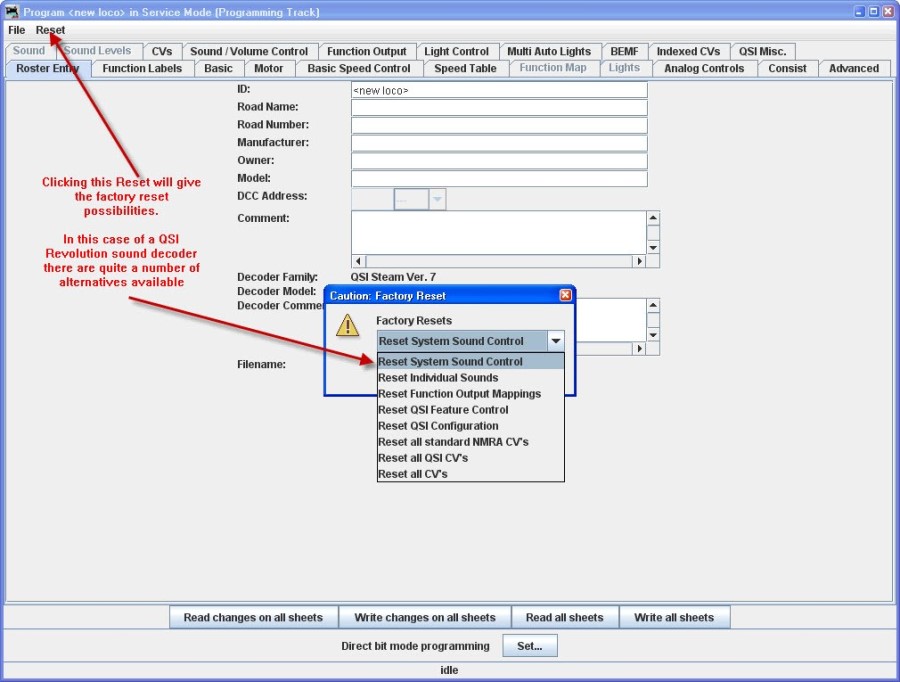 Program <new loco> in Service Mode (Programming Track)
File Reset
Sound Sound Levels CVs Sound / Volume Control Function Output Light Control Multi Auto Lights BEMF Indexed CVs QSI Misc.
Roster Entry Function Labels Basic Motor Basic Speed Control Speed Table Function Map Lights Analog Controls Consist Advanced
ID: <new loco>
Road Name:
Road Number:
Manufacturer:
Owner:
Model:
DCC Address:
Comment:
Clicking this Reset will give
the factory reset
possibilities.
In this case of a QSI
Revolution sound decoder
there are quite a number of
alternatives available
Decoder Family: QSI Steam Ver. 7
Decoder Model:
Decoder Comme
Filename:
Caution: Factory Reset
Factory Resets
Reset System Sound Control
Reset System Sound Control
Reset Individual Sounds
Reset Function Output Mappings
Reset QSI Feature Control
Reset QSI Configuration
Reset all standard NMRA CV's
Reset all QSI CV's
Reset all CV's
Read changes on all sheets Write changes on all sheets Read all sheets Write all sheets
Direct bit mode programming Set...
idle